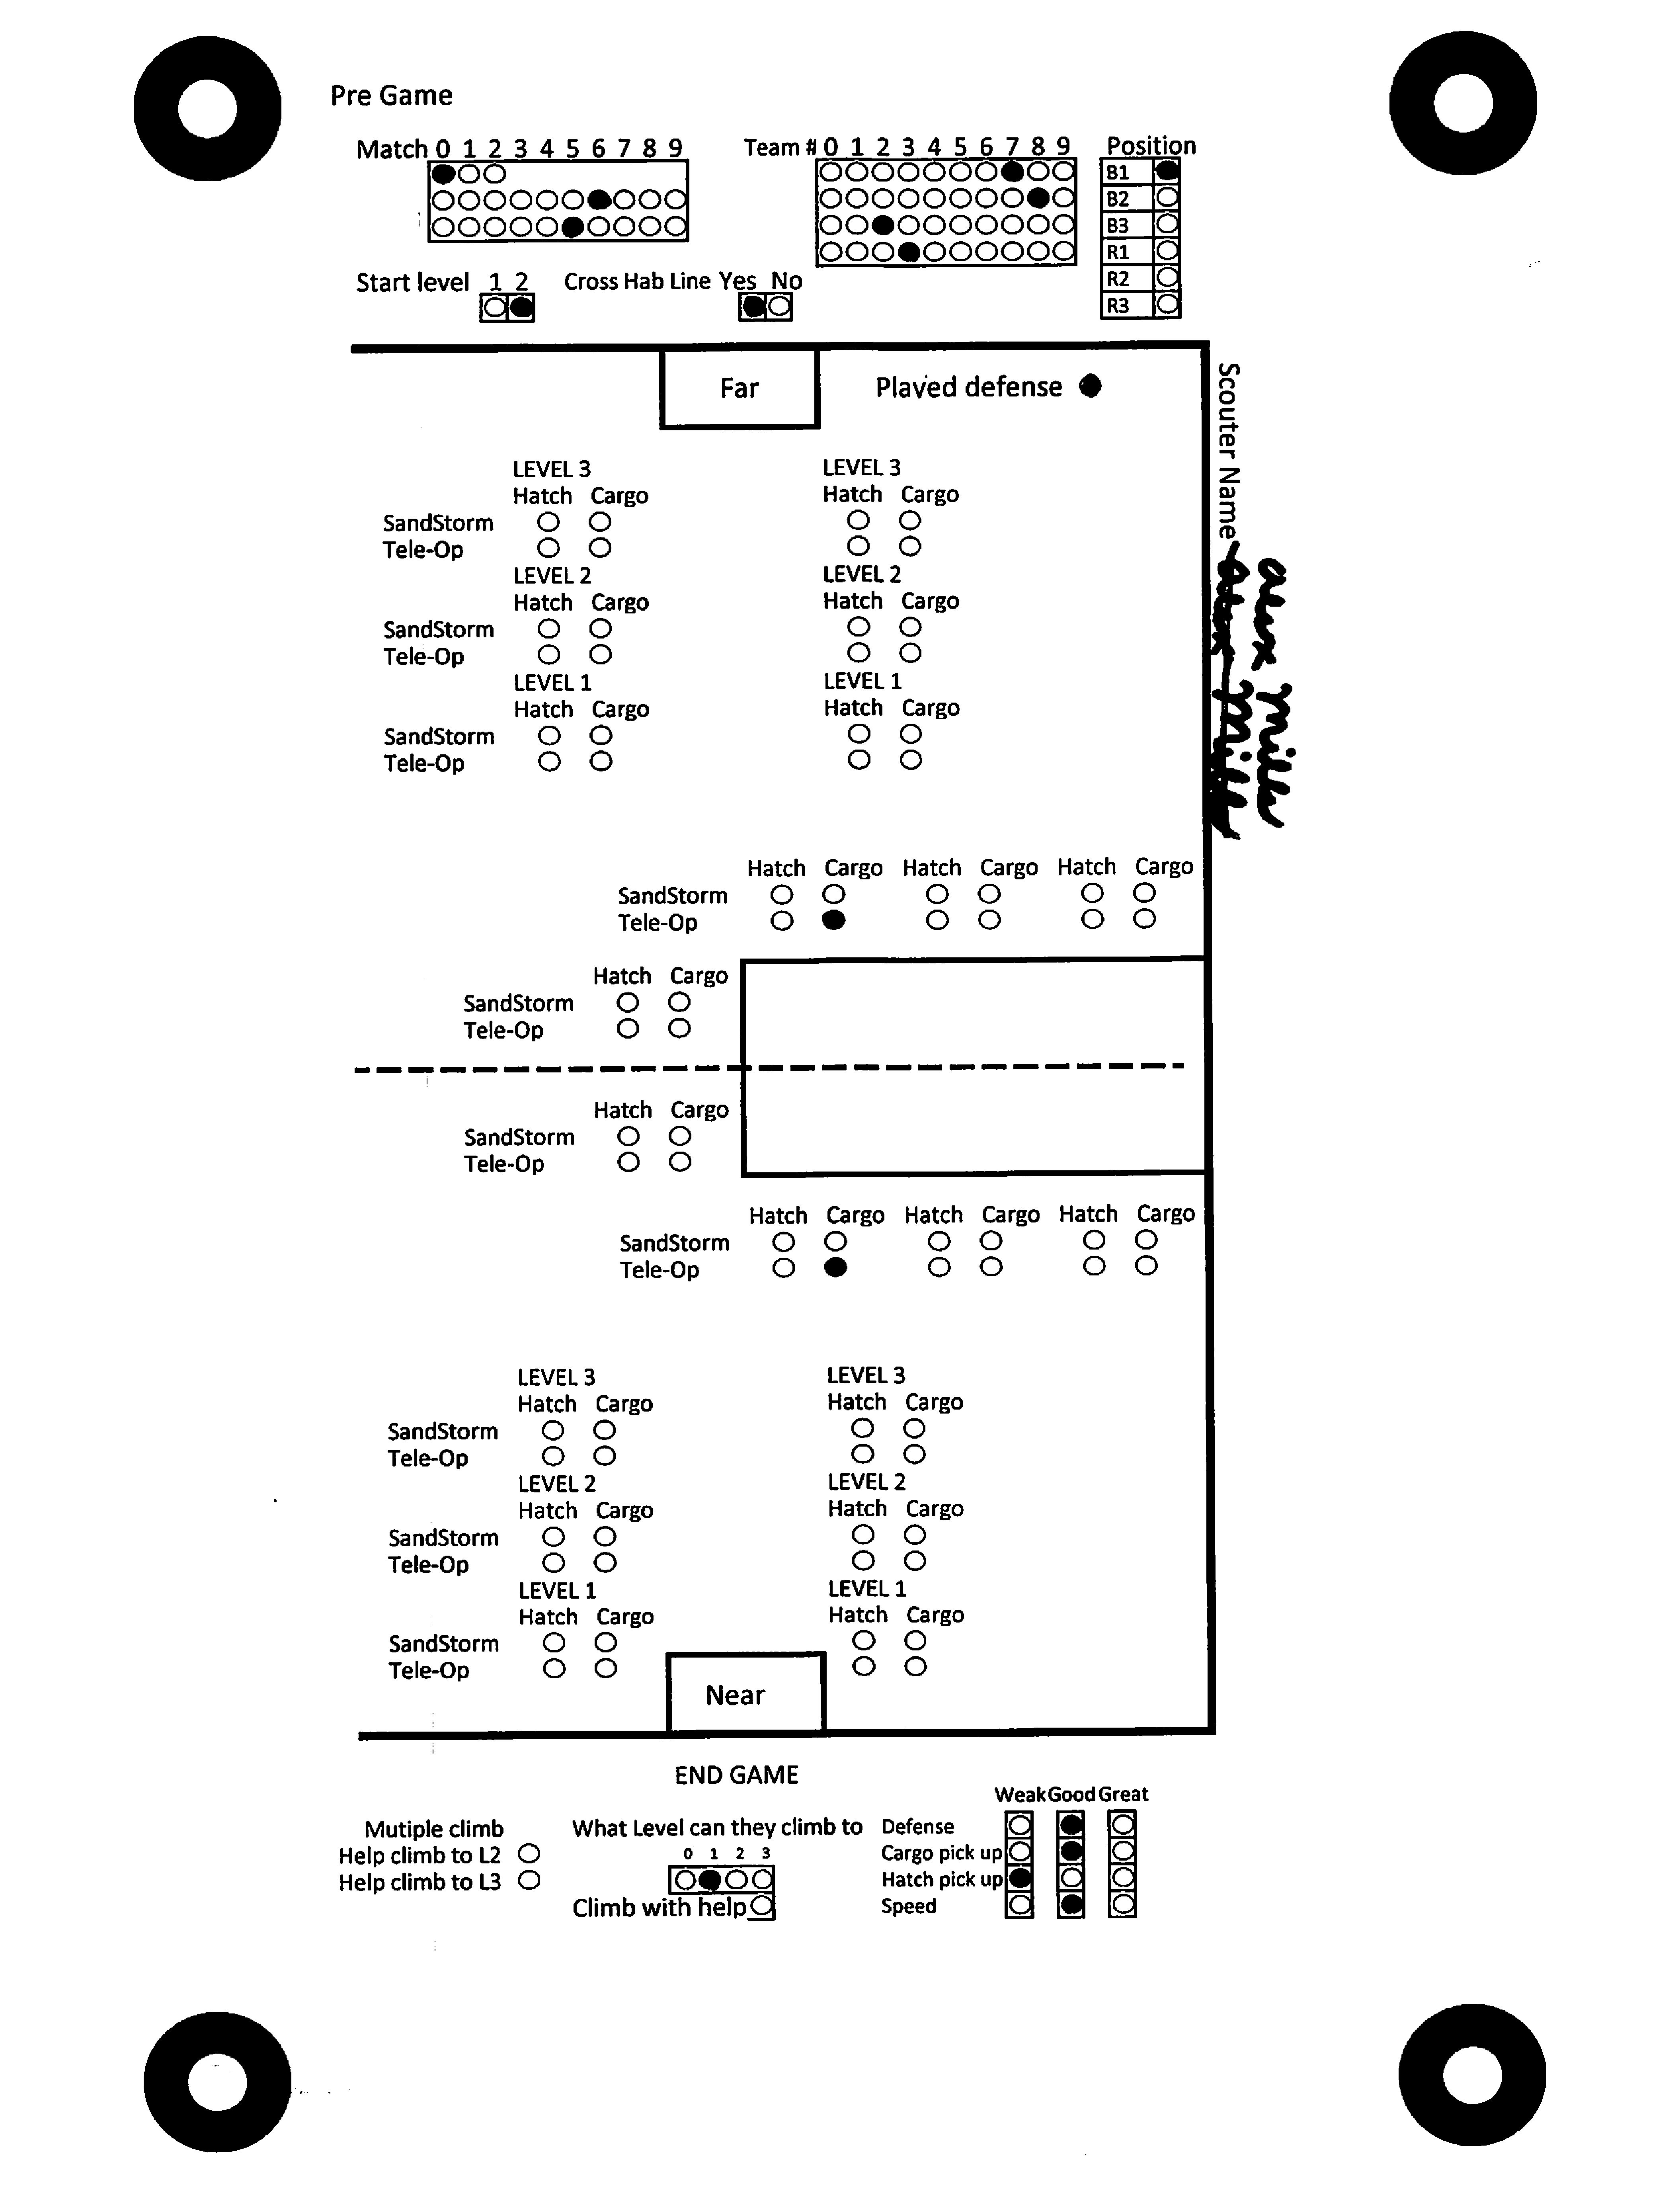 Pre Game
Match 0 1 2 3 4 5 6 7 8 9
Team # 0 1 2 3 4 5 6 7 8 9
Position
B1
B2
B3
R1
R2
R3
Start level 1 2
Cross Hab Line Yes No
Far
Played defense
Scouter Name
LEVEL 3 LEVEL 3
Hatch Cargo Hatch Cargo
SandStorm
Tele-Op
LEVEL 2 LEVEL 2
Hatch Cargo Hatch Cargo
SandStorm
Tele-Op
LEVEL 1 LEVEL 1
Hatch Cargo Hatch Cargo
SandStorm
Tele-Op
Hatch Cargo Hatch Cargo Hatch Cargo
SandStorm
Tele-Op
Hatch Cargo
SandStorm
Tele-Op
Hatch Cargo
SandStorm
Tele-Op
Hatch Cargo Hatch Cargo Hatch Cargo
SandStorm
Tele-Op
LEVEL 3 LEVEL 3
Hatch Cargo Hatch Cargo
SandStorm
Tele-Op
LEVEL 2 LEVEL 2
Hatch Cargo Hatch Cargo
SandStorm
Tele-Op
LEVEL 1 LEVEL 1
Hatch Cargo Hatch Cargo
SandStorm
Tele-Op
Near
END GAME
Mutiple climb
Help climb to L2
Help climb to L3
What Level can they climb to
0 1 2 3
Climb with help
Weak Good Great
Defense
Cargo pick up
Hatch pick up
Speed